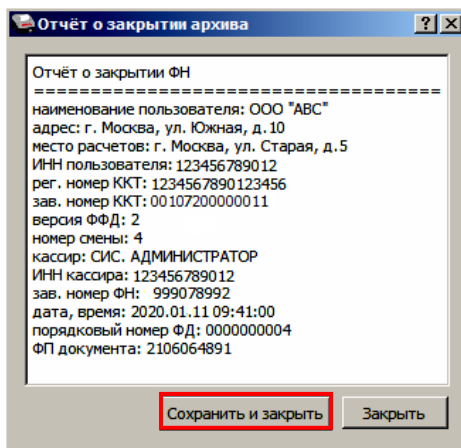 Отчёт о закрытии архива
Отчёт о закрытии ФН
=====================================
наименование пользователя: ООО "АВС"
адрес: г. Москва, ул. Южная, д.10
место расчетов: г. Москва, ул. Старая, д.5
ИНН пользователя: 123456789012
рег. номер ККТ: 1234567890123456
зав. номер ККТ: 00107200000011
версия ФФД: 2
номер смены: 4
кассир: СИС. АДМИНИСТРАТОР
ИНН кассира: 123456789012
зав. номер ФН: 999078992
дата, время: 2020.01.11 09:41:00
порядковый номер ФД: 0000000004
ФП документа: 2106064891
Сохранить и закрыть Закрыть